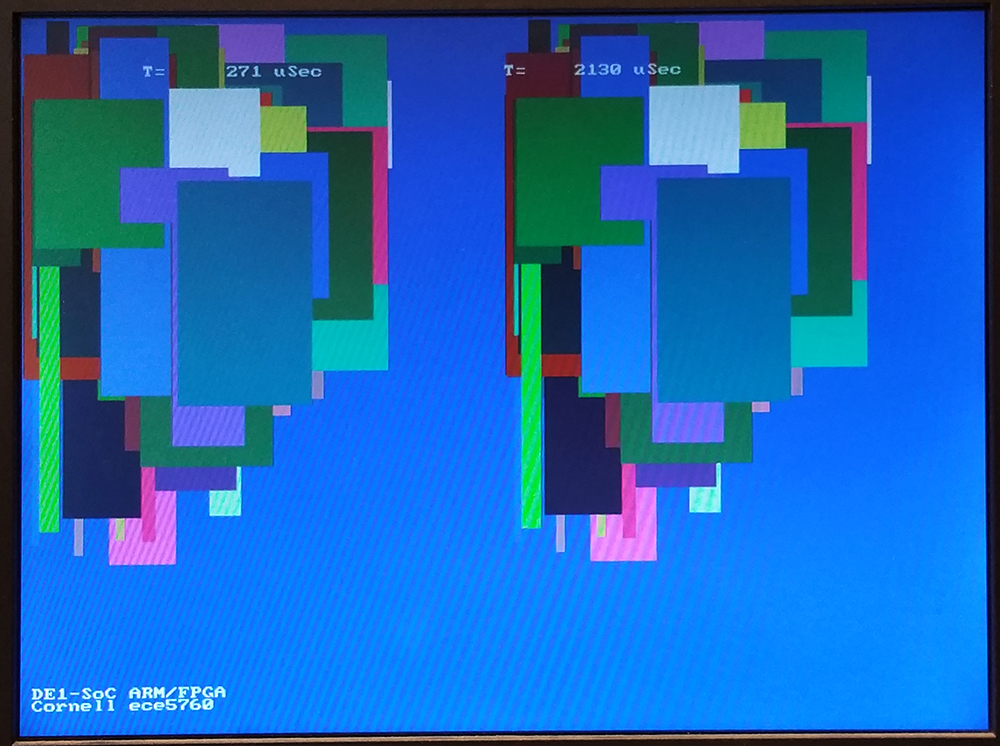 T= 271 uSec
T= 2130 uSec
DE1-SoC ARM/FPGA
Cornell ece5760